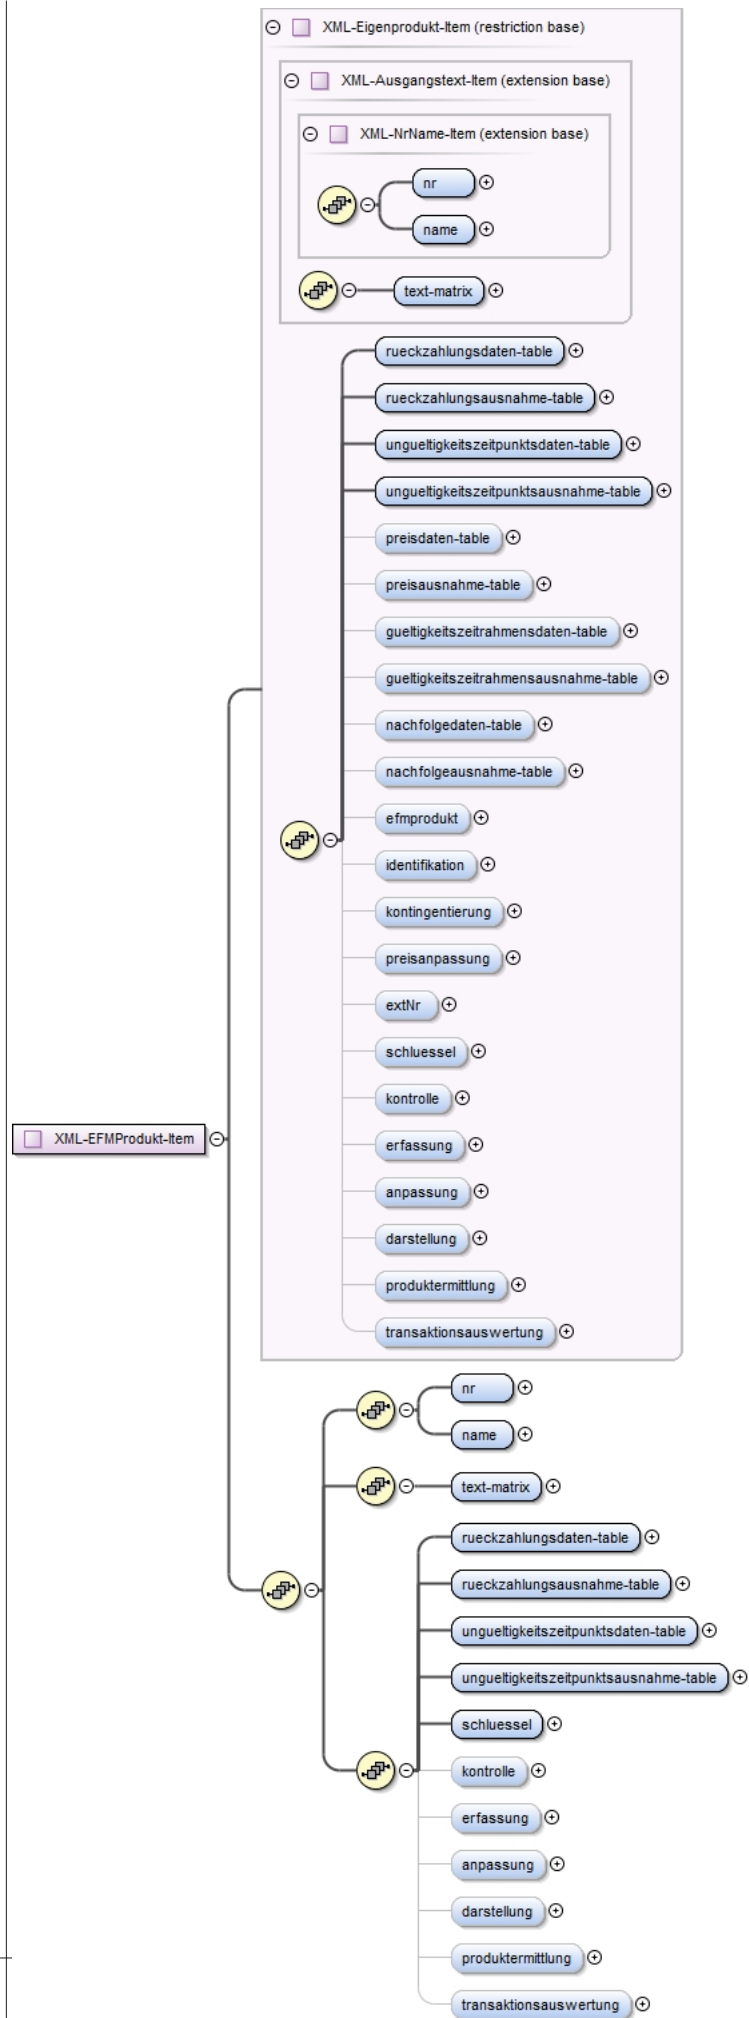 XML-Eigenprodukt-Item (restriction base)
XML-Ausgangstext-Item (extension base)
XML-NrName-Item (extension base)
nr
name
text-matrix
rueckzahlungsdaten-table
rueckzahlungsausnahme-table
ungueltigkeitszeitpunktsdaten-table
ungueltigkeitszeitpunktsausnahme-table
preisdaten-table
preisausnahme-table
gueltigkeitszeitrahmensdaten-table
gueltigkeitszeitrahmensausnahme-table
nachfolgedaten-table
nachfolgeausnahme-table
efmprodukt
identifikation
kontingentierung
preisanpassung
extNr
schluessel
kontrolle
erfassung
anpassung
darstellung
produktermittlung
transaktionsauswertung
XML-EFMProdukt-Item
nr
name
text-matrix
rueckzahlungsdaten-table
rueckzahlungsausnahme-table
ungueltigkeitszeitpunktsdaten-table
ungueltigkeitszeitpunktsausnahme-table
schluessel
kontrolle
erfassung
anpassung
darstellung
produktermittlung
transaktionsauswertung